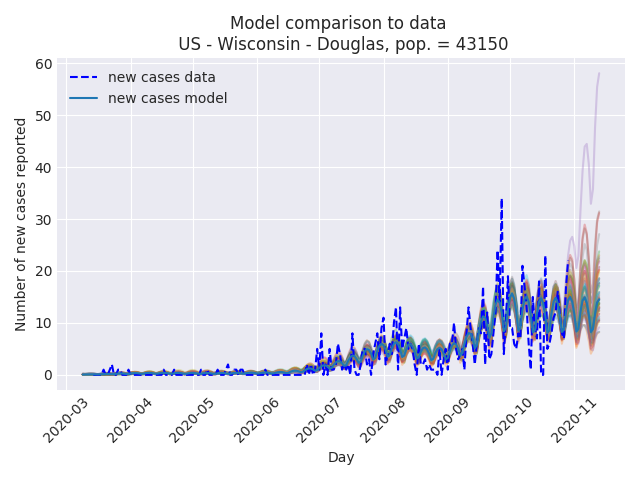 Model comparison to data
US - Wisconsin - Douglas, pop. = 43150
new cases data
new cases model
Number of new cases reported
60
50
40
30
20
10
0
2020-03
2020-04
2020-05
2020-06
2020-07
2020-08
2020-09
2020-10
2020-11
Day